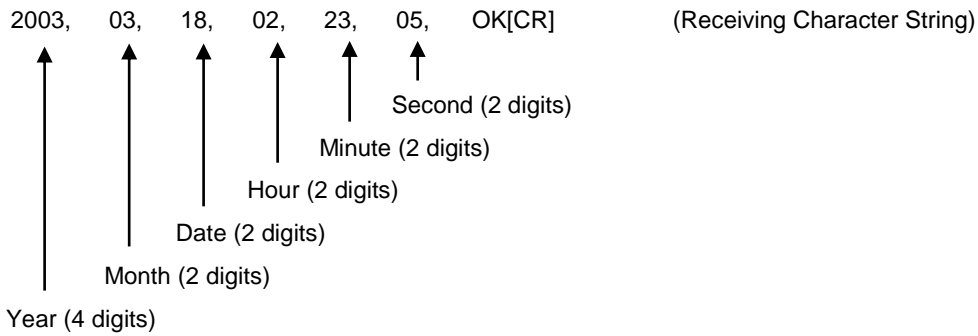 2003, 03, 18, 02, 23, 05, OK[CR] (Receiving Character String)
Second (2 digits)
Minute (2 digits)
Hour (2 digits)
Date (2 digits)
Month (2 digits)
Year (4 digits)